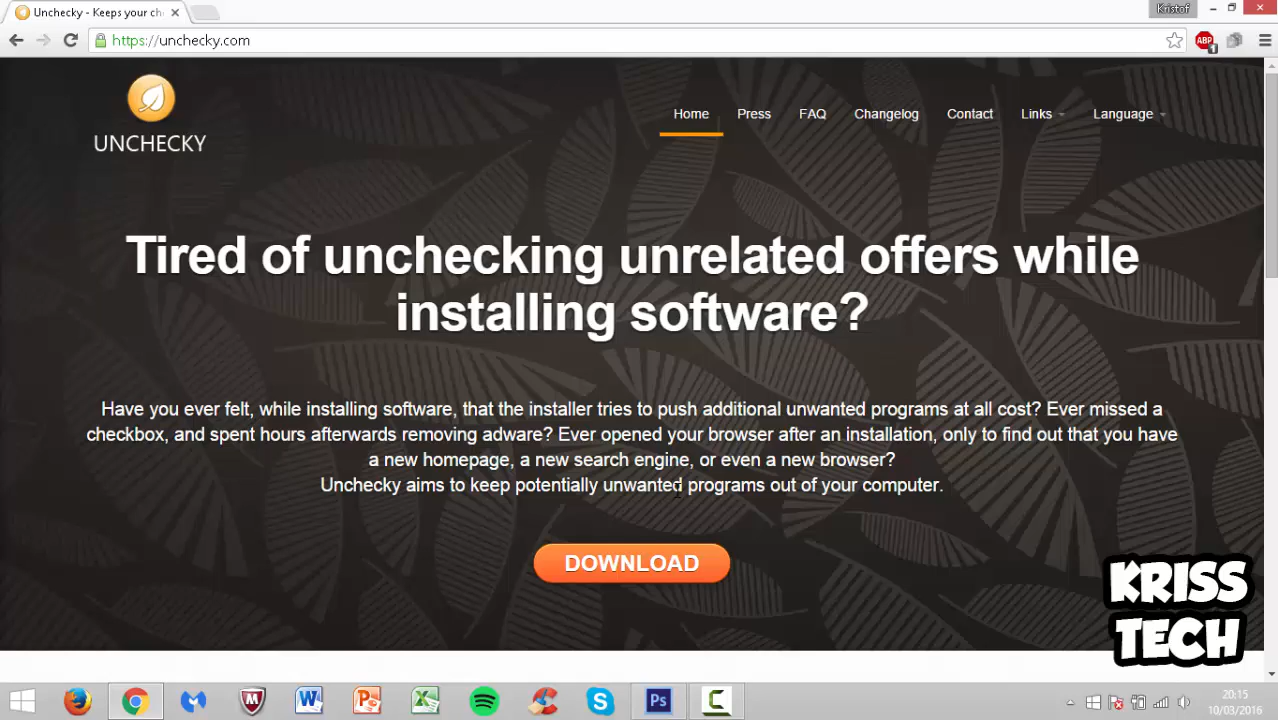 Unchecky - Keeps your ch
Kristof
https://unchecky.com
ABP
1
UNCHECKY
Home
Press
FAQ
Changelog
Contact
Links
Language
Tired of unchecking unrelated offers while
installing software?
Have you ever felt, while installing software, that the installer tries to push additional unwanted programs at all cost? Ever missed a
checkbox, and spent hours afterwards removing adware? Ever opened your browser after an installation, only to find out that you have
a new homepage, a new search engine, or even a new browser?
Unchecky aims to keep potentially unwanted programs out of your computer.
DOWNLOAD
KRISS
TECH
Ps
20:15
10/03/2016